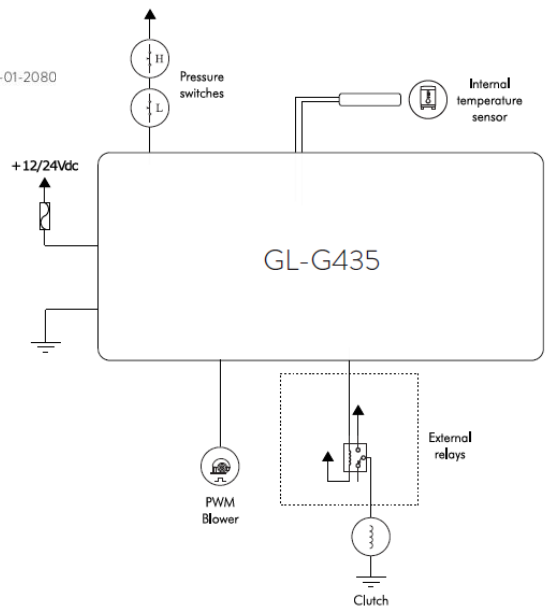 -01-2080
H
L
Pressure
switches
Internal
temperature
sensor
+12/24Vdc
GL-G435
External
relays
PWM
Blower
Clutch